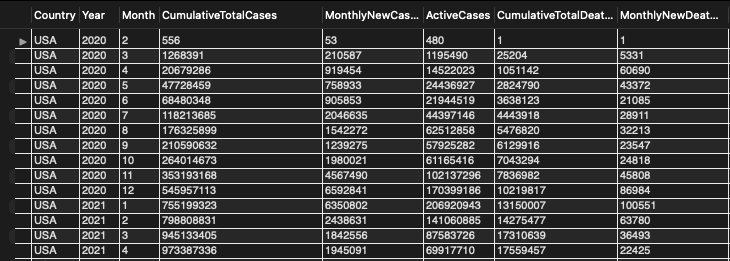 Country Year Month CumulativeTotalCases MonthlyNewCas... ActiveCases CumulativeTotalDeat... MonthlyNewDeat...
USA 2020 2 556 53 480 1 1
USA 2020 3 1268391 210587 1195490 25204 5331
USA 2020 4 20679286 919454 14522023 1051142 60690
USA 2020 5 47728459 758933 24436927 2824790 43372
USA 2020 6 68480348 905853 21944519 3638123 21085
USA 2020 7 118213685 2046635 44397146 4443918 28911
USA 2020 8 176325899 1542272 62512858 5476820 32213
USA 2020 9 210590632 1239275 57925282 6129916 23547
USA 2020 10 264014673 1980021 61165416 7043294 24818
USA 2020 11 353193168 4567490 102137296 7836982 45808
USA 2020 12 545957113 6592841 170399186 10219817 86984
USA 2021 1 755199323 6350802 206920943 13150007 100551
USA 2021 2 798808831 2438631 141060885 14275477 63780
USA 2021 3 945133405 1842556 87583726 17310639 36493
USA 2021 4 973387336 1945091 69917710 17559457 22425